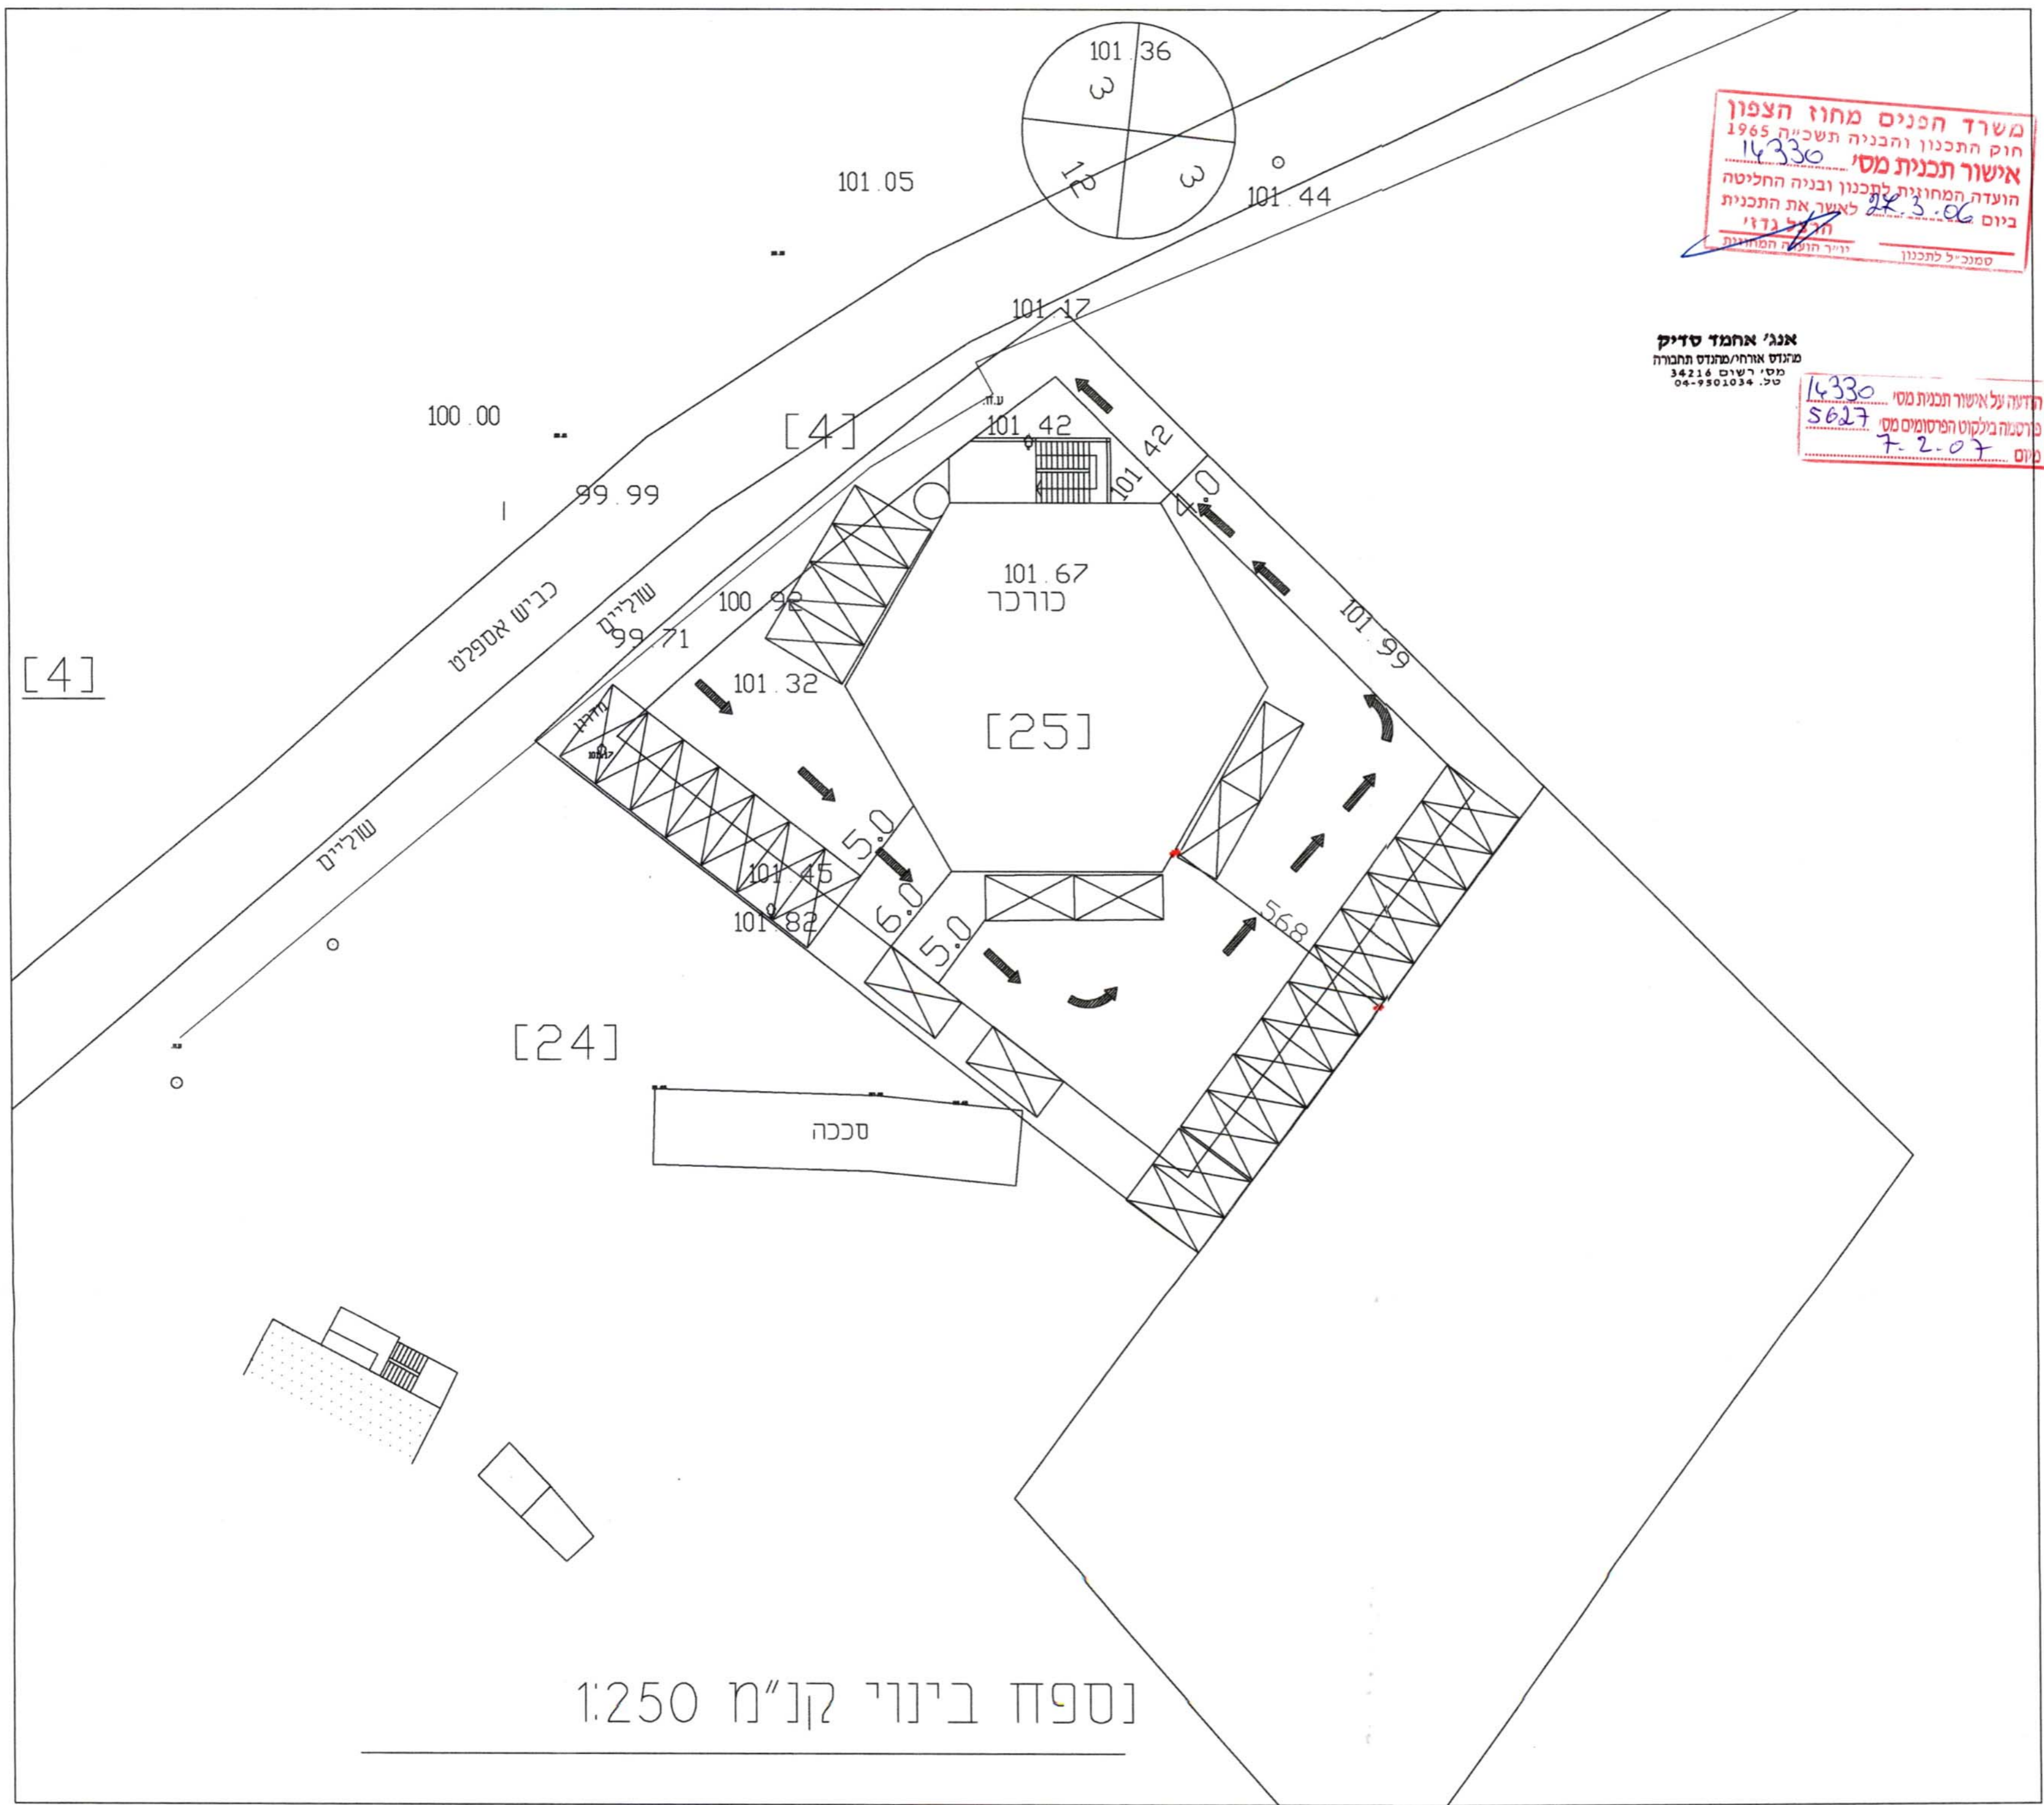 101.36
3
12
3
101.05
101.44
משרד הפנים מחוז הצפון
חוק התכנון והבניה תשכ"ה 1965
אישור תכנית מס' 14330
הועדה המחוזית לתכנון ובניה החליטה
ביום 27.3.06 לאשר את התכנית
סמנכ"ל לתכנון
יו"ר הועדה המחוזית
101.17
אנג' אחמד סדיק
מהנדס אזרחי/מהנדס תחבורה
מס' רשום 34216
טל. 04-9501034
הודעה על אישור תכנית מס' 14330
פורסמה בילקוט הפרסומים מס' 5627
מיום 7.2.07
100.00
[4]
ע.ח.
101.42
101.42
4.0
99.99
101.67
כורכר
כביש אספלט
שוליים
100.92
99.71
101.99
[4]
101.32
[25]
מדרון
שוליים
5.0
101.45
6.0
101.82
5.0
568
[24]
סככה
נספח בינוי קנ"מ 1:250